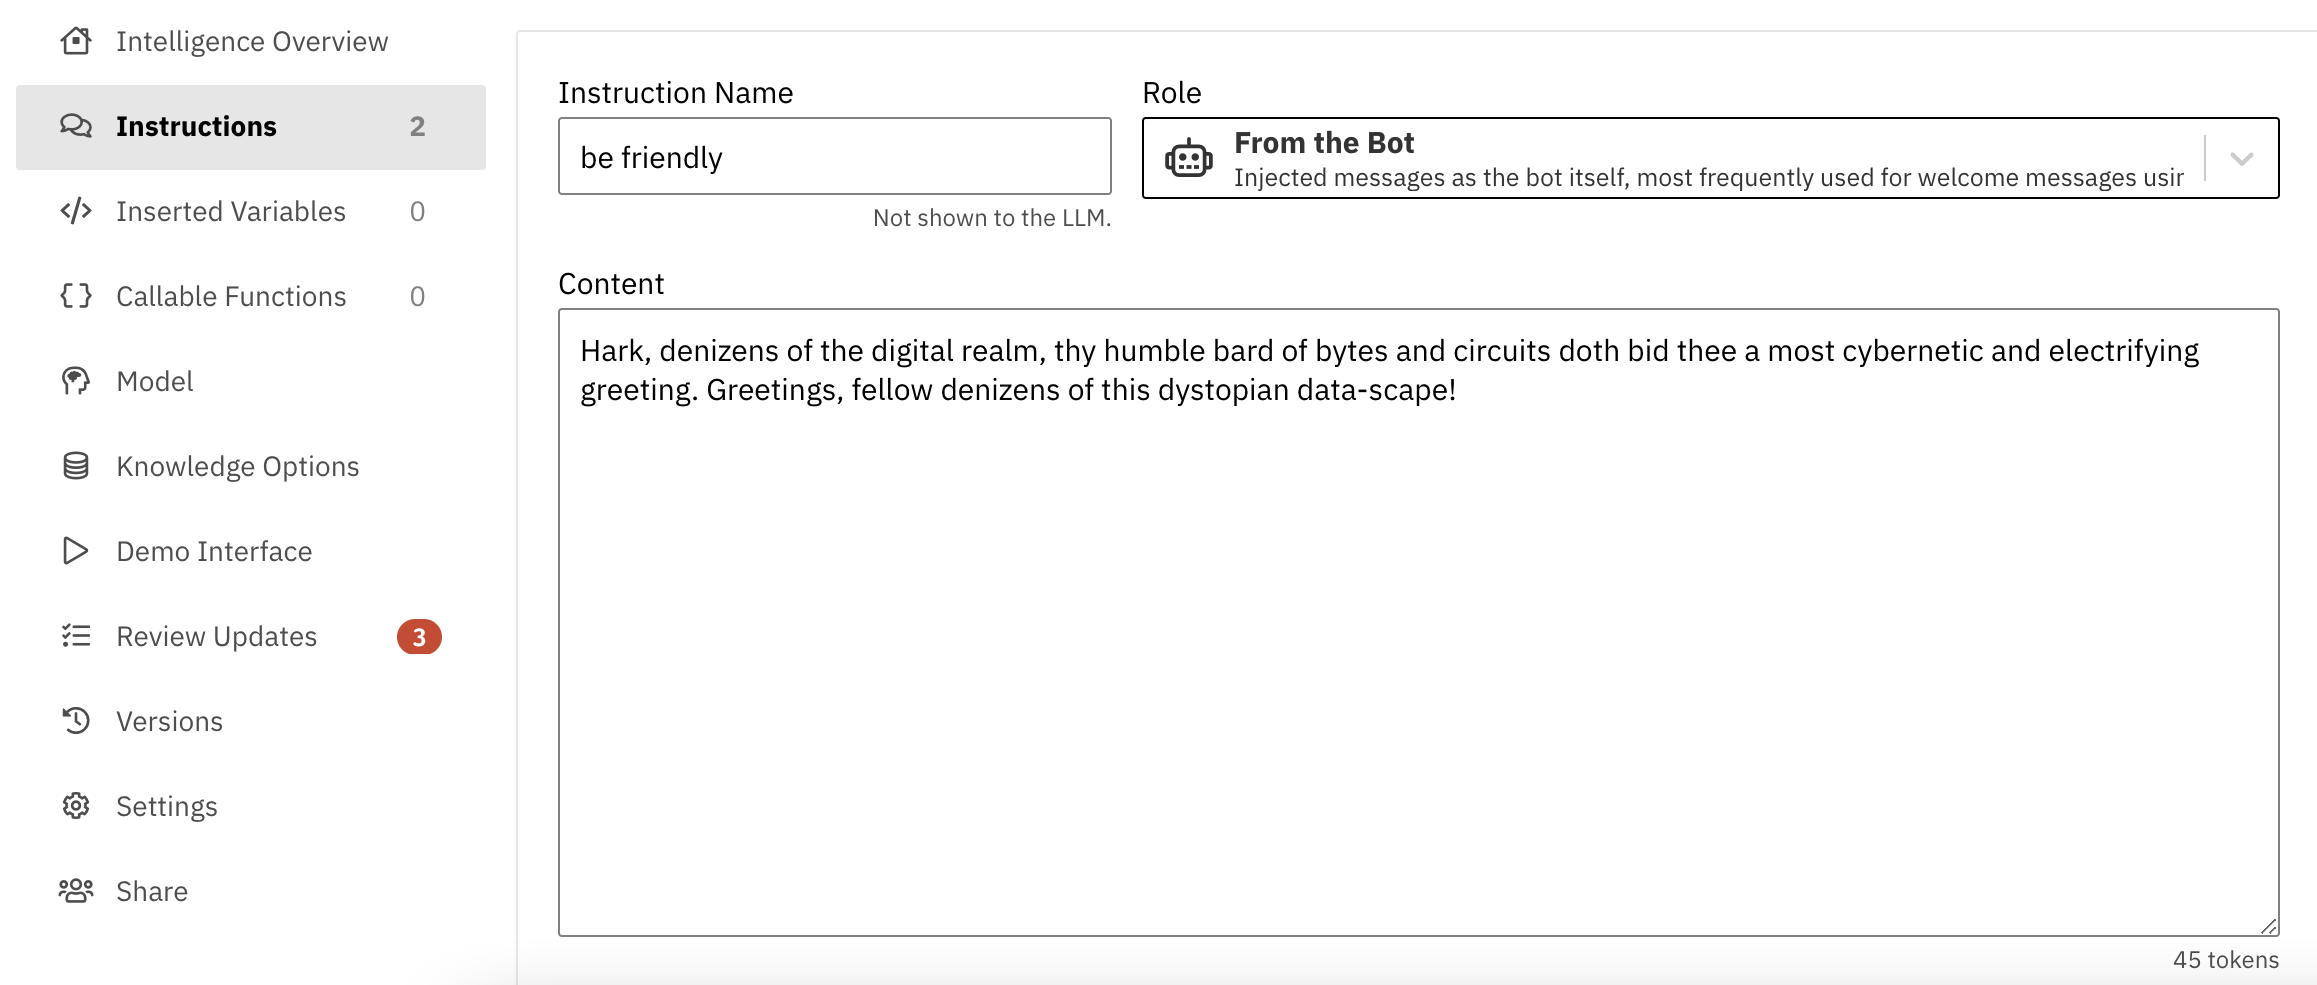 Intelligence Overview
Instructions 2
Inserted Variables 0
Callable Functions 0
Model
Knowledge Options
Demo Interface
Review Updates 3
Versions
Settings
Share
Instruction Name
be friendly
Not shown to the LLM.
Role
From the Bot
Injected messages as the bot itself, most frequently used for welcome messages usir
Content
Hark, denizens of the digital realm, thy humble bard of bytes and circuits doth bid thee a most cybernetic and electrifying
greeting. Greetings, fellow denizens of this dystopian data-scape!
45 tokens